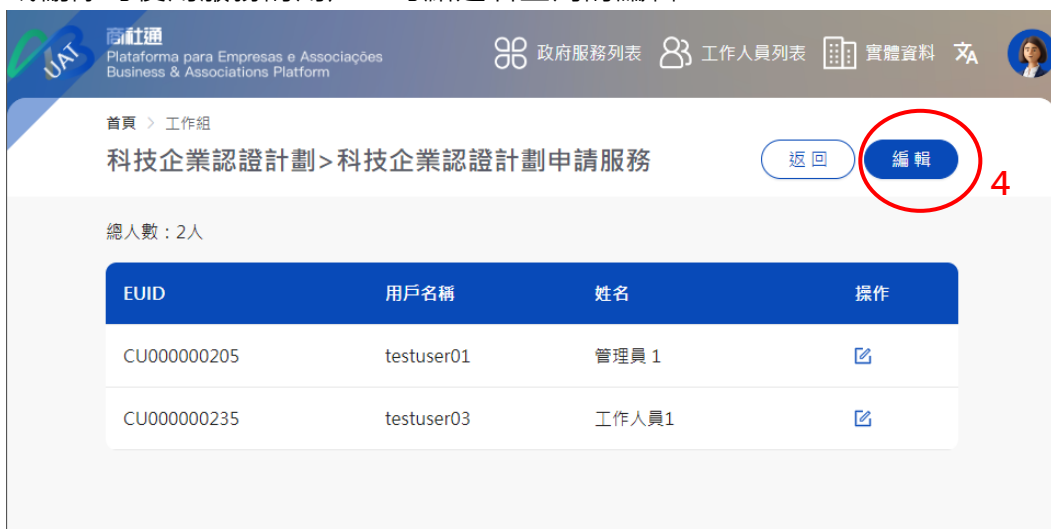 商社通
Plataforma para Empresas e Associações
Business & Associations Platform
UAT
政府服務列表 工作人員列表 實體資料
首頁 > 工作組
科技企業認證計劃>科技企業認證計劃申請服務
返回 編輯
4
總人數：2人
EUID 用戶名稱 姓名 操作
CU000000205 testuser01 管理員 1
CU000000235 testuser03 工作人員1